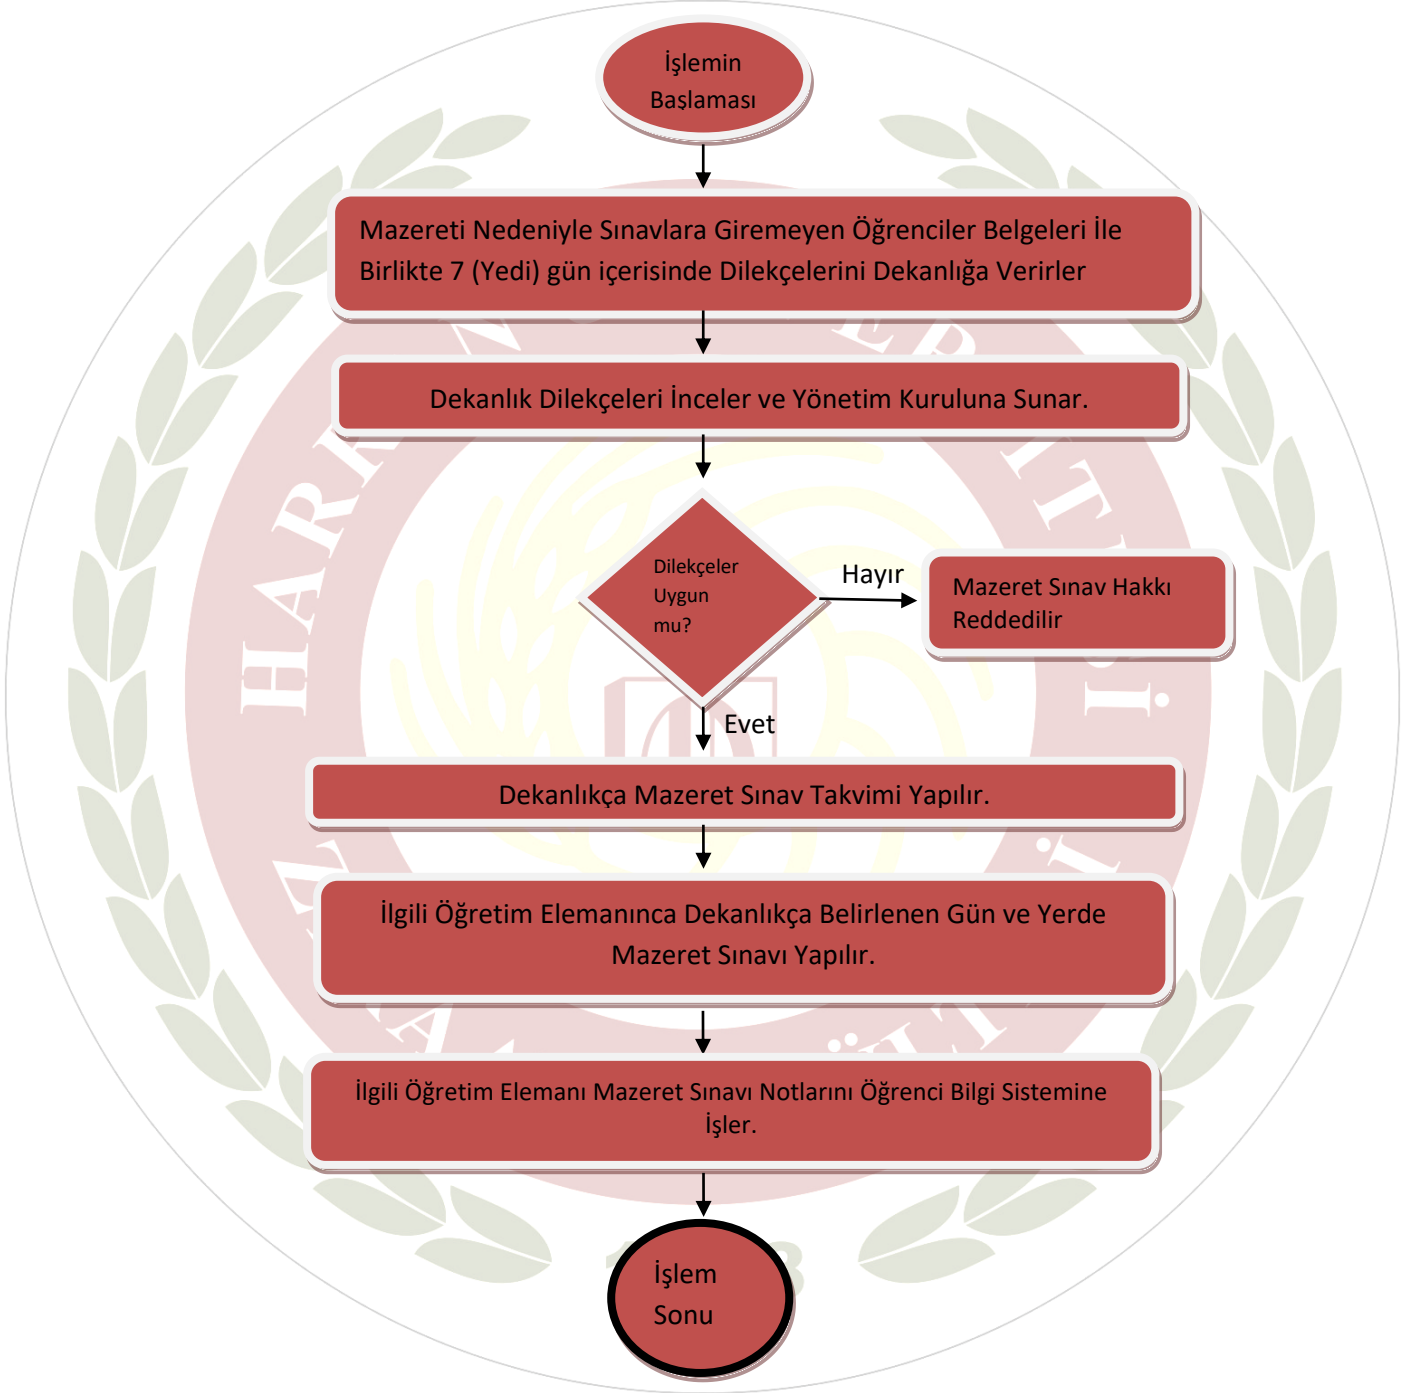 İşlemin
Başlaması
Mazereti Nedeniyle Sınavlara Giremeyen Öğrenciler Belgeleri İle
Birlikte 7 (Yedi) gün içerisinde Dilekçelerini Dekanlığa Verirler
Dekanlık Dilekçeleri İnceler ve Yönetim Kuruluna Sunar.
Dilekçeler
Uygun
mu?
Hayır
Mazeret Sınav Hakkı
Reddedilir
Evet
Dekanlıkça Mazeret Sınav Takvimi Yapılır.
İlgili Öğretim Elemanınca Dekanlıkça Belirlenen Gün ve Yerde
Mazeret Sınavı Yapılır.
İlgili Öğretim Elemanı Mazeret Sınavı Notlarını Öğrenci Bilgi Sistemine
İşler.
İşlem
Sonu